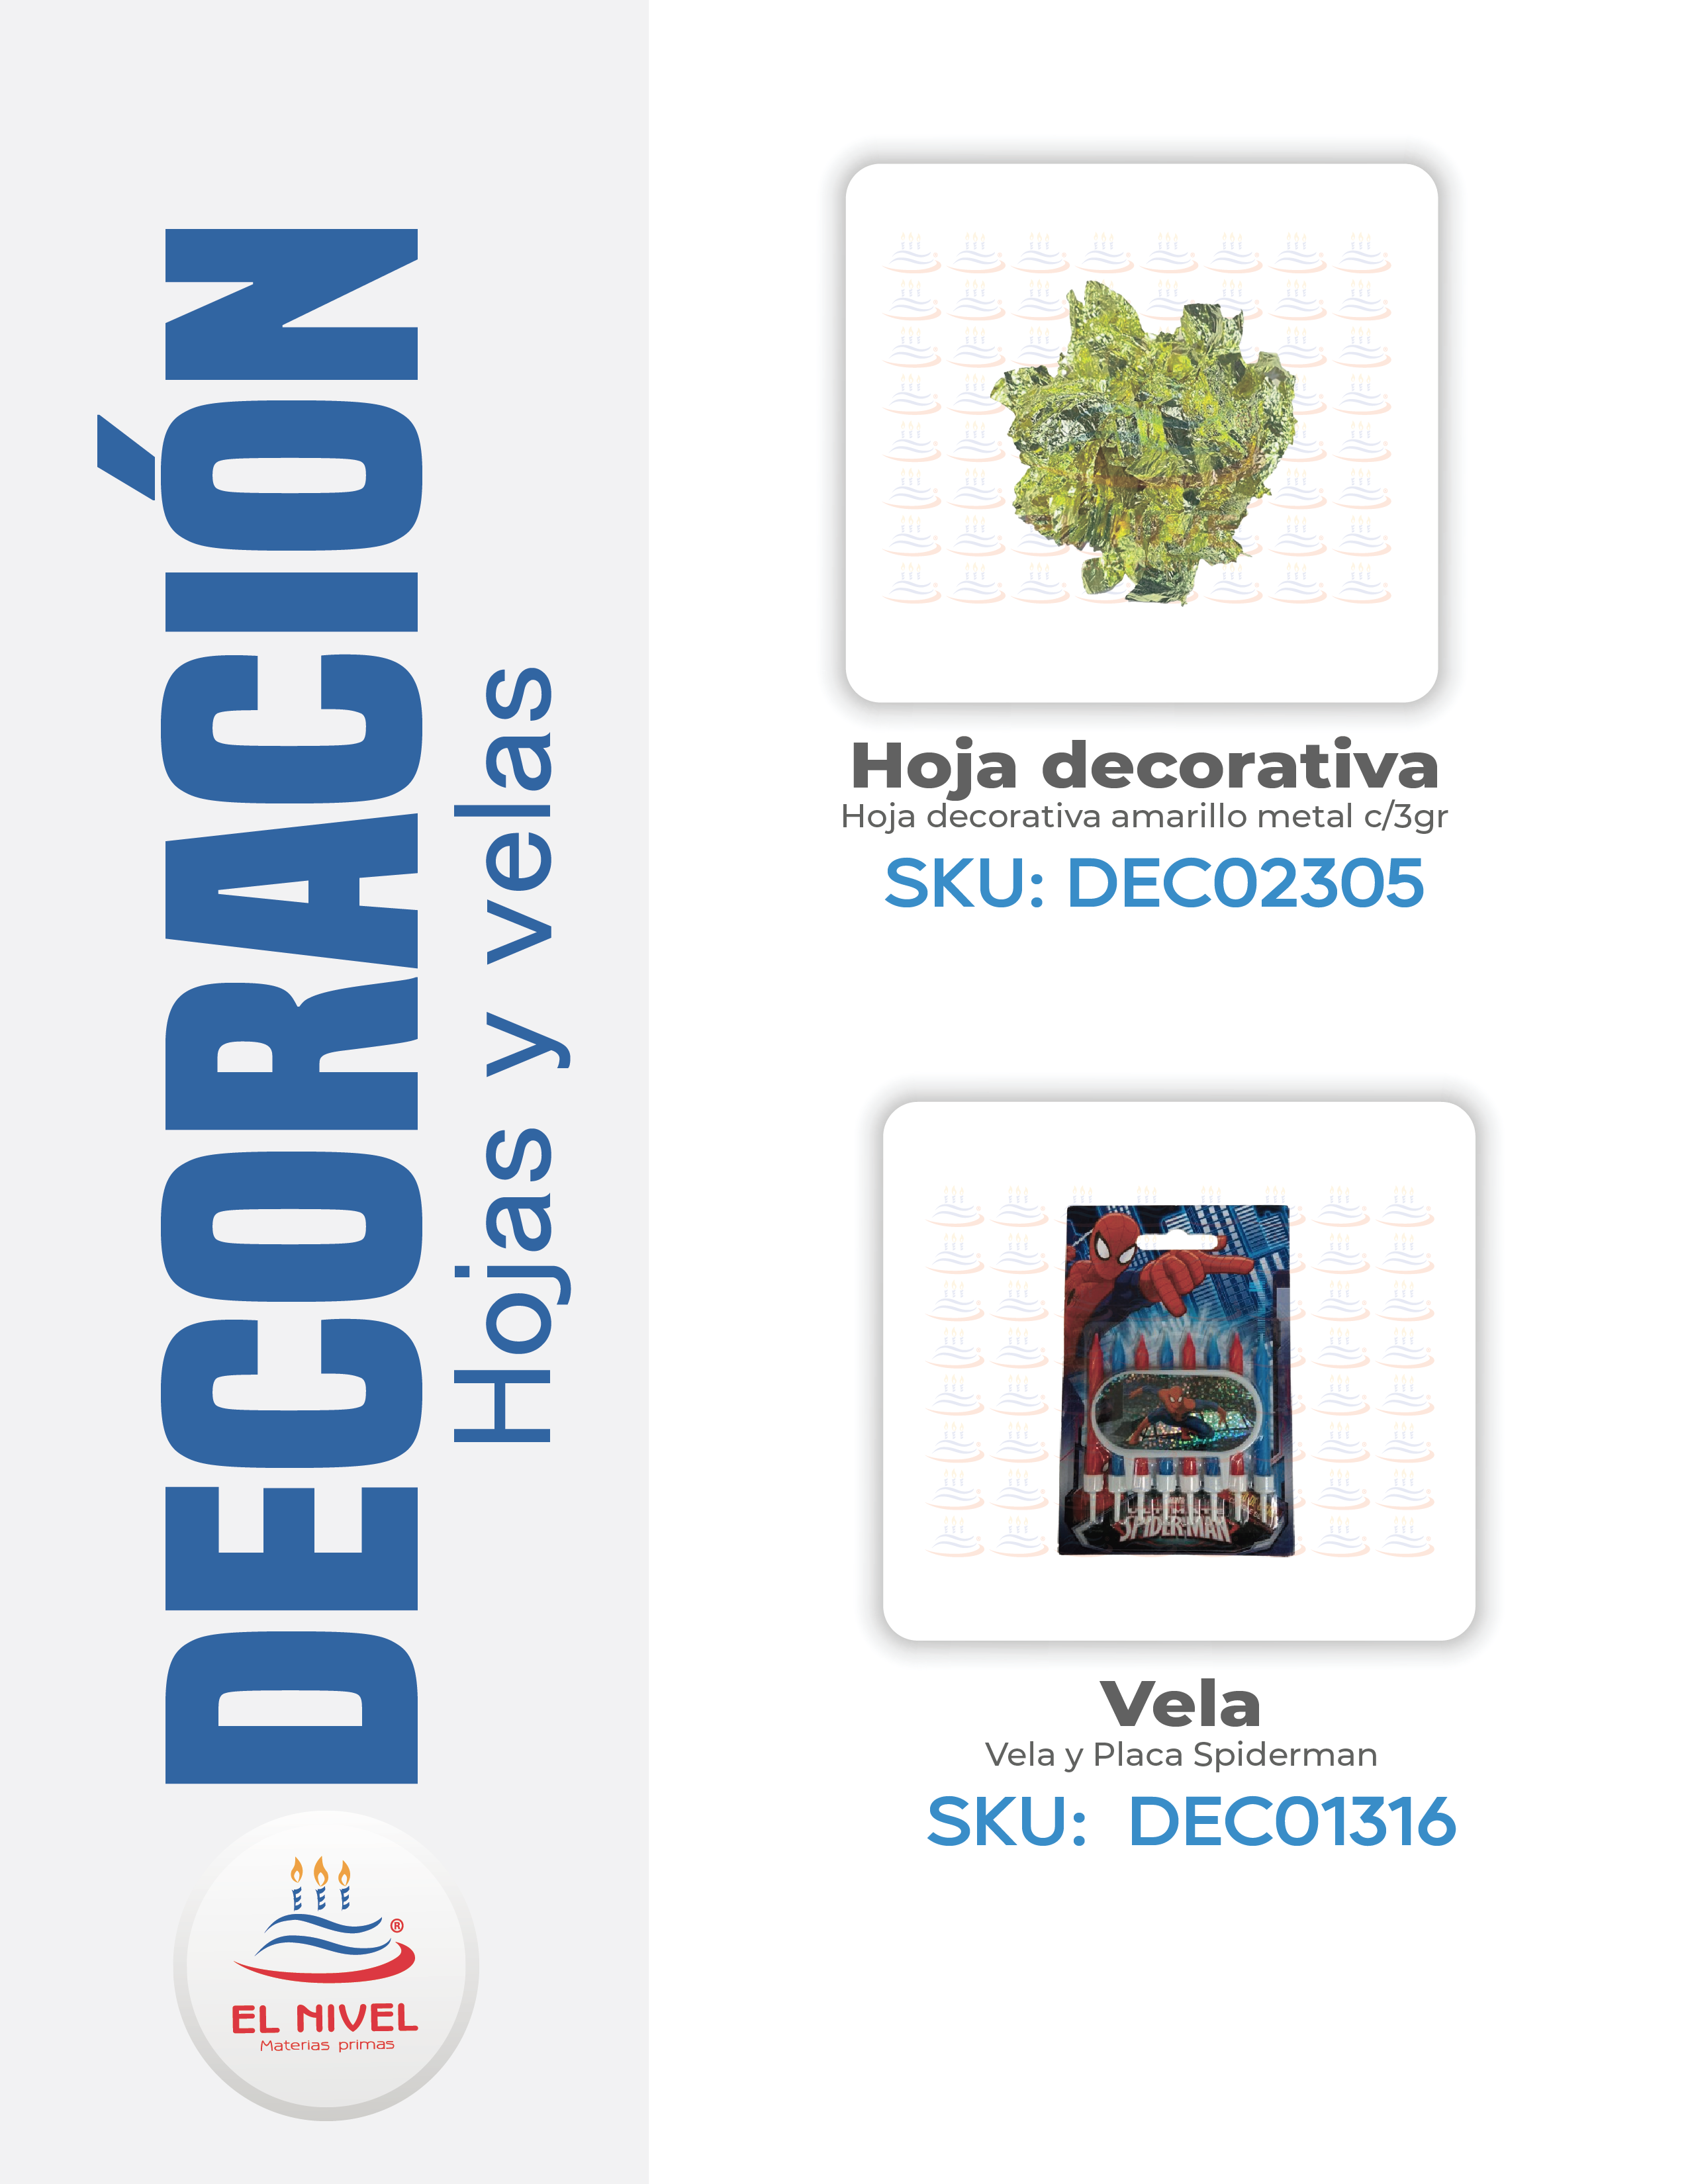 DECORACIÓN
Hojas y velas
®
EL NIVEL
Materias primas
Hoja decorativa
Hoja decorativa amarillo metal c/3gr
SKU: DEC02305
ULTIMATE
SPIDER-MAN
Vela
Vela y Placa Spiderman
SKU: DEC01316